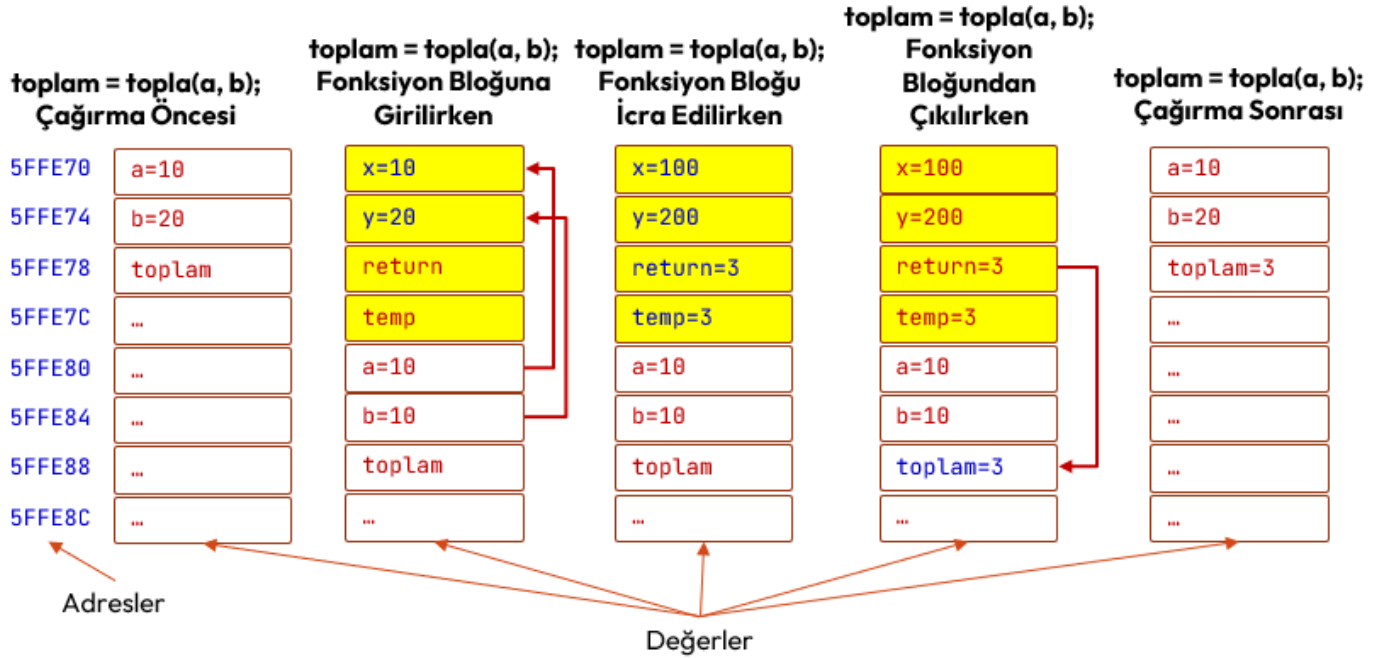 toplam = topla(a, b);
Çağırma Öncesi
toplam = topla(a, b);
Fonksiyon Bloğuna
Girilirken
toplam = topla(a, b);
Fonksiyon Bloğu
İcra Edilirken
toplam = topla(a, b);
Fonksiyon
Bloğundan
Çıkılırken
toplam = topla(a, b);
Çağırma Sonrası
5FFE70 a=10 x=10 x=100 x=100 a=10
5FFE74 b=20 y=20 y=200 y=200 b=20
5FFE78 toplam return return=3 return=3 toplam=3
5FFE7C … temp temp=3 temp=3 …
5FFE80 … a=10 a=10 a=10 …
5FFE84 … b=10 b=10 b=10 …
5FFE88 … toplam toplam toplam=3 …
5FFE8C … … … … …
Adresler
Değerler